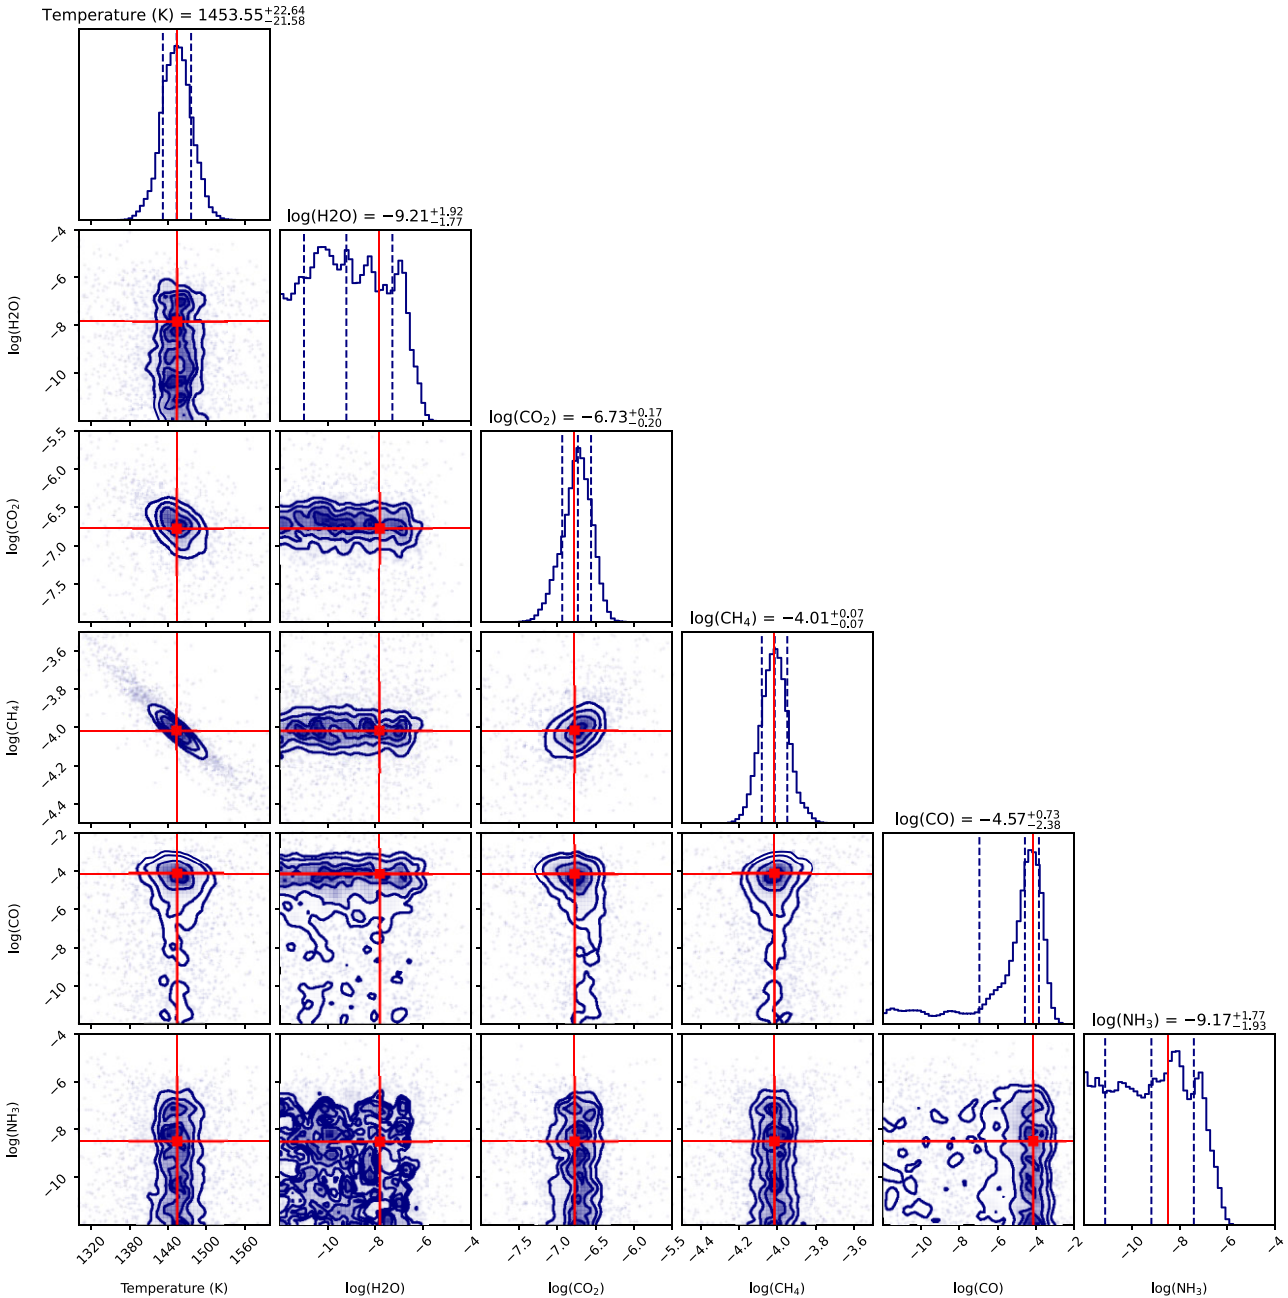 Temperature (K) = 1453.55+22.64−21.58
log(H2O) = −9.21+1.92−1.77
−4
−6
−8
−10
log(H2O)
log(CO2) = −6.73+0.17−0.20
−5.5
−6.0
−6.5
−7.0
−7.5
log(CO2)
log(CH4) = −4.01+0.07−0.07
−3.6
−3.8
−4.0
−4.2
−4.4
log(CH4)
log(CO) = −4.57+0.73−2.38
−2
−4
−6
−8
−10
log(CO)
log(NH3) = −9.17+1.77−1.93
−4
−6
−8
−10
log(NH3)
1320 1380 1440 1500 1560 −10 −8 −6 −4 −7.5 −7.0 −6.5 −6.0 −5.5 −4.4 −4.2 −4.0 −3.8 −3.6 −10 −8 −6 −4 −2 −10 −8 −6 −4
Temperature (K) log(H2O) log(CO2) log(CH4) log(CO) log(NH3)